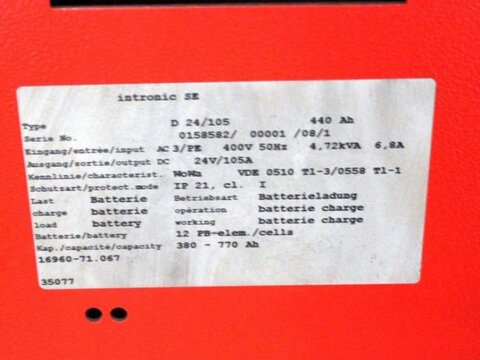 intronic SE
Type D 24/105 440 Ah
Serie No. 0158582/ 00001 /08/1
Eingang/entrée/input AC 3/PE 400V 50Hz 4,72kVA 6,8A
Ausgang/sortie/output DC 24V/105A
Kennlinie/characterist. WoWa VDE 0510 Tl-3/0558 Tl-1
Schutzart/protect.mode IP 21, cl. I
Last Batterie Betriebsart Batterieladung
charge batterie opération batterie charge
load battery working batterie charge
Batterie/battery 12 PB-elem./cells
Kap./capacité/capacity 380 - 770 Ah
16960-71.067
35077